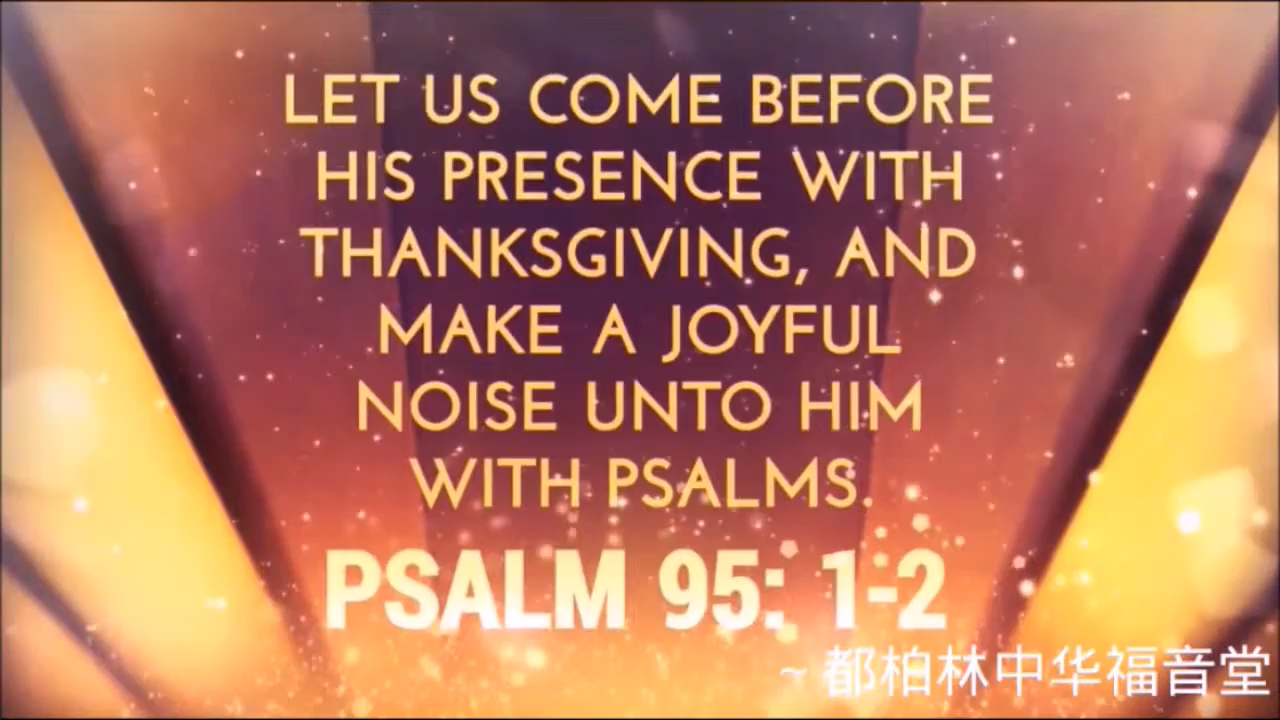 LET US COME BEFORE
HIS PRESENCE WITH
THANKSGIVING, AND
MAKE A JOYFUL
NOISE UNTO HIM
WITH PSALMS.
PSALM 95: 1-2
~ 都柏林中华福音堂